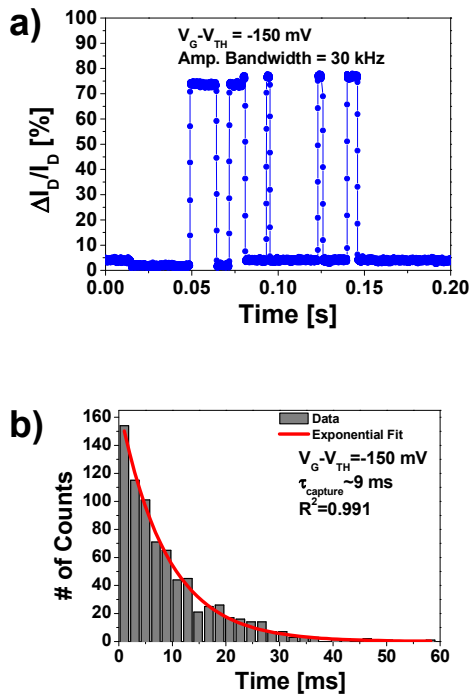 a)
V_G-V_TH = -150 mV
Amp. Bandwidth = 30 kHz
ΔI_D/I_D [%]
100
90
80
70
60
50
40
30
20
10
0
0.00 0.05 0.10 0.15 0.20
Time [s]
b)
Data
Exponential Fit
V_G-V_TH=-150 mV
τ_capture~9 ms
R²=0.991
# of Counts
160
140
120
100
80
60
40
20
0
0 10 20 30 40 50 60
Time [ms]